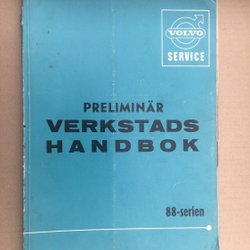 VOLVO
SERVICE
PRELIMINÄR
VERKSTADS
HANDBOK
88-serien